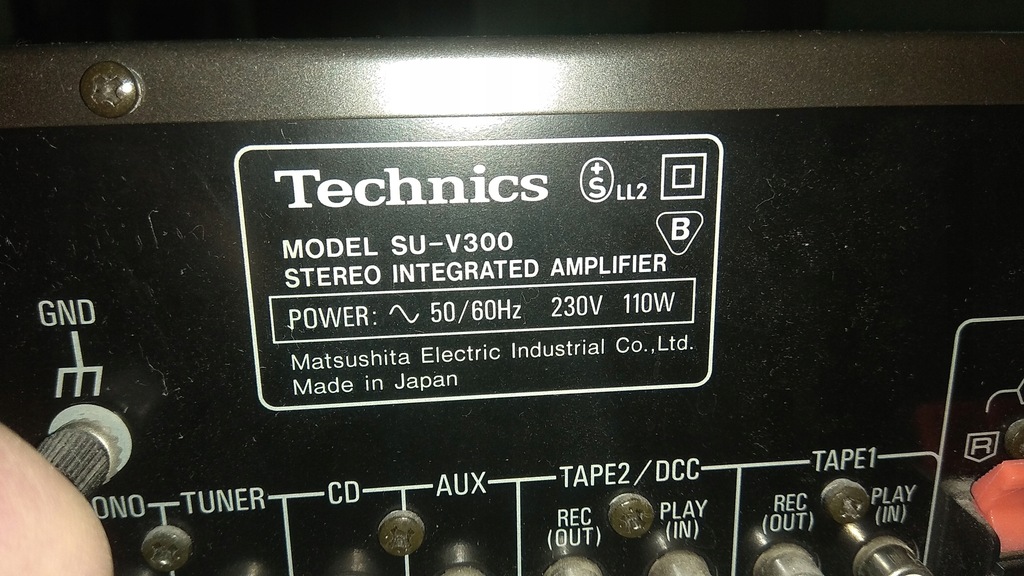 Technics
S LL2
B
MODEL SU-V300
STEREO INTEGRATED AMPLIFIER
POWER: ∿ 50/60Hz 230V 110W
Matsushita Electric Industrial Co.,Ltd.
Made in Japan
GND
ONO TUNER CD AUX TAPE2/DCC TAPE1
REC (OUT) PLAY (IN) REC (OUT) PLAY (IN)
R